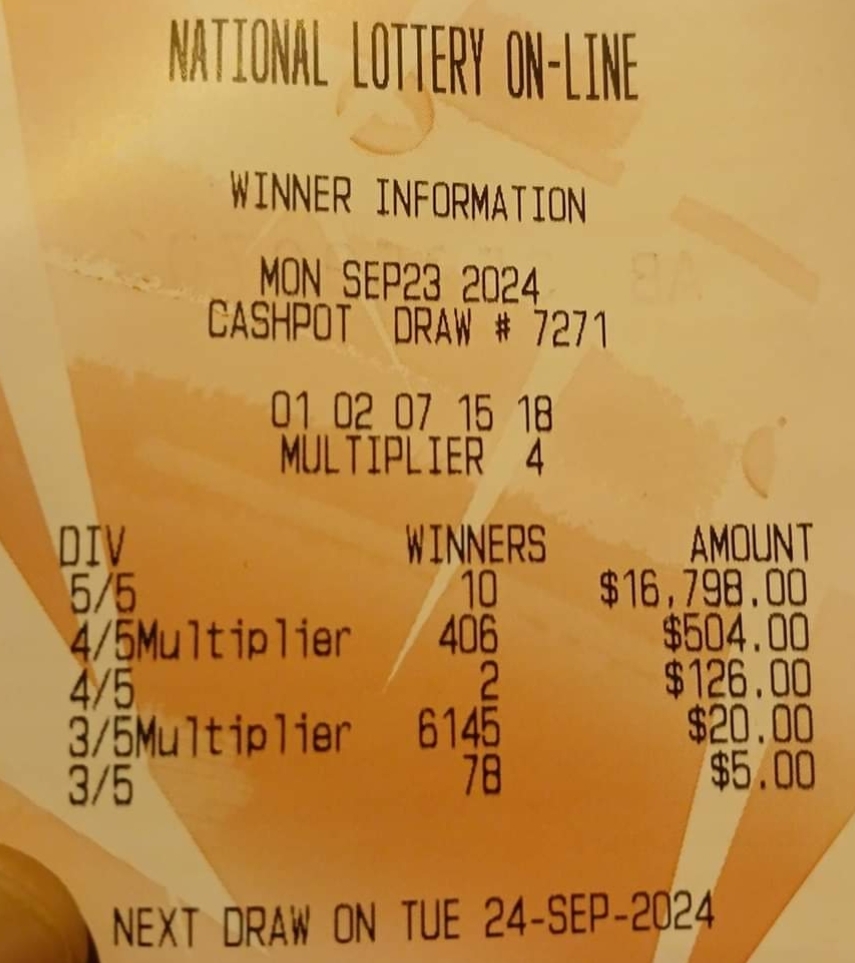 NATIONAL LOTTERY ON-LINE
WINNER INFORMATION
MON SEP23 2024
CASHPOT DRAW # 7271
01 02 07 15 18
MULTIPLIER 4
DIV WINNERS AMOUNT
5/5 10 $16,798.00
4/5Multiplier 406 $504.00
4/5 2 $126.00
3/5Multiplier 6145 $20.00
3/5 78 $5.00
NEXT DRAW ON TUE 24-SEP-2024